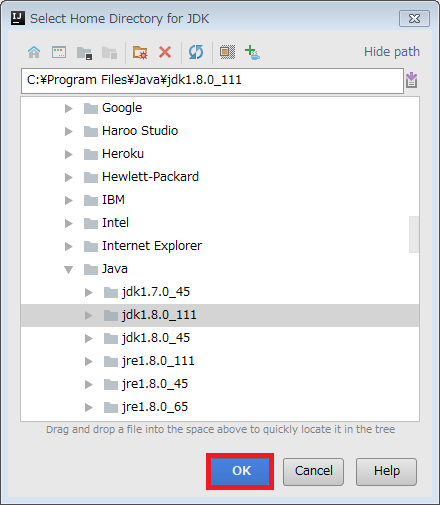 Select Home Directory for JDK
Hide path
C:¥Program Files¥Java¥jdk1.8.0_111
Google
Haroo Studio
Heroku
Hewlett-Packard
IBM
Intel
Internet Explorer
Java
jdk1.7.0_45
jdk1.8.0_111
jdk1.8.0_45
jre1.8.0_111
jre1.8.0_45
jre1.8.0_65
Drag and drop a file into the space above to quickly locate it in the tree
OK Cancel Help